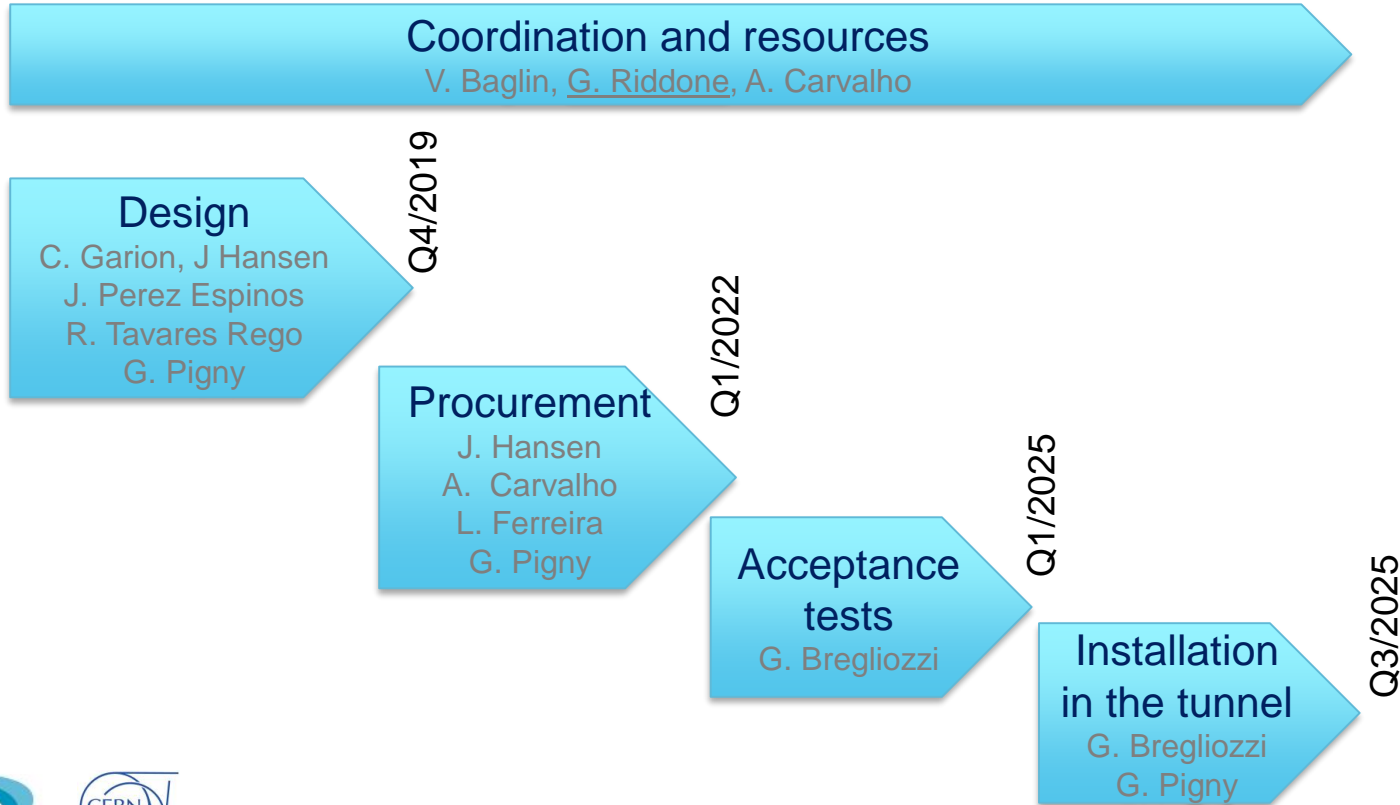 Coordination and resources
V. Baglin, G. Riddone, A. Carvalho
Q4/2019
Design
C. Garion, J Hansen
J. Perez Espinos
R. Tavares Rego
G. Pigny
Q1/2022
Procurement
J. Hansen
A. Carvalho
L. Ferreira
G. Pigny
Q1/2025
Acceptance
tests
G. Bregliozzi
Q3/2025
Installation
in the tunnel
G. Bregliozzi
G. Pigny
CERN